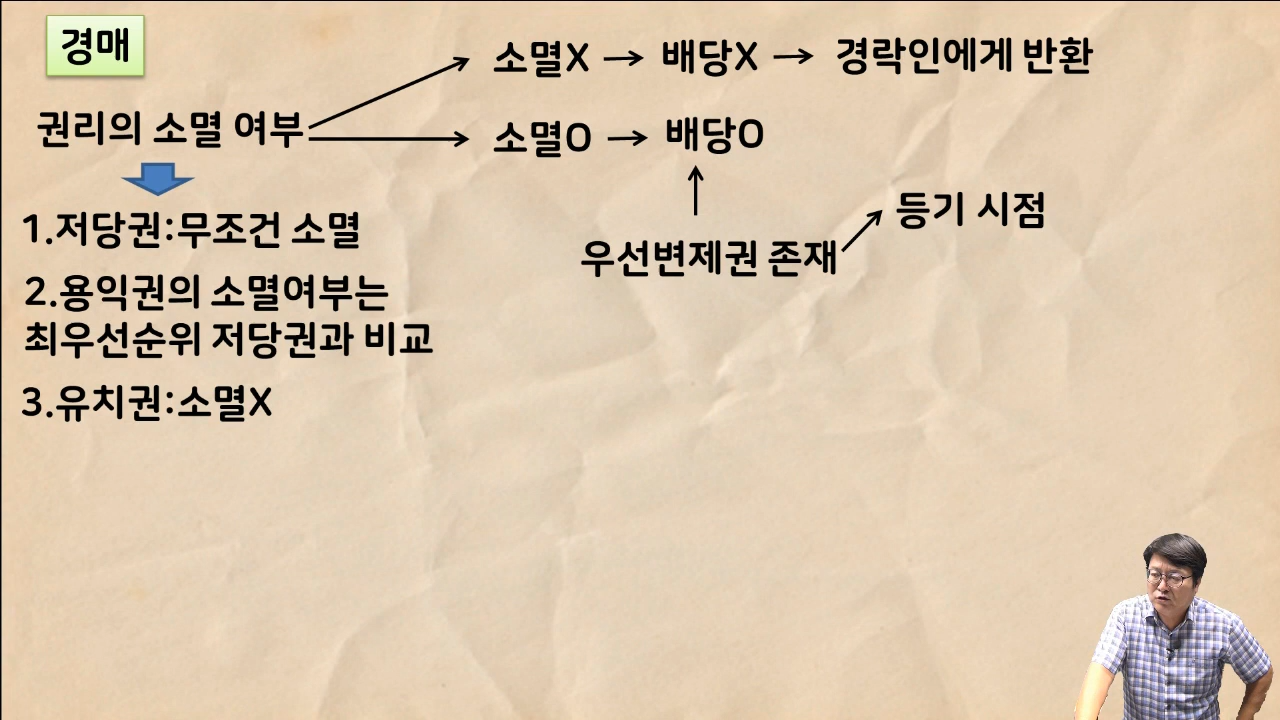 경매
소멸X → 배당X → 경락인에게 반환
권리의 소멸 여부
소멸O → 배당O
등기 시점
우선변제권 존재
1.저당권:무조건 소멸
2.용익권의 소멸여부는
최우선순위 저당권과 비교
3.유치권:소멸X